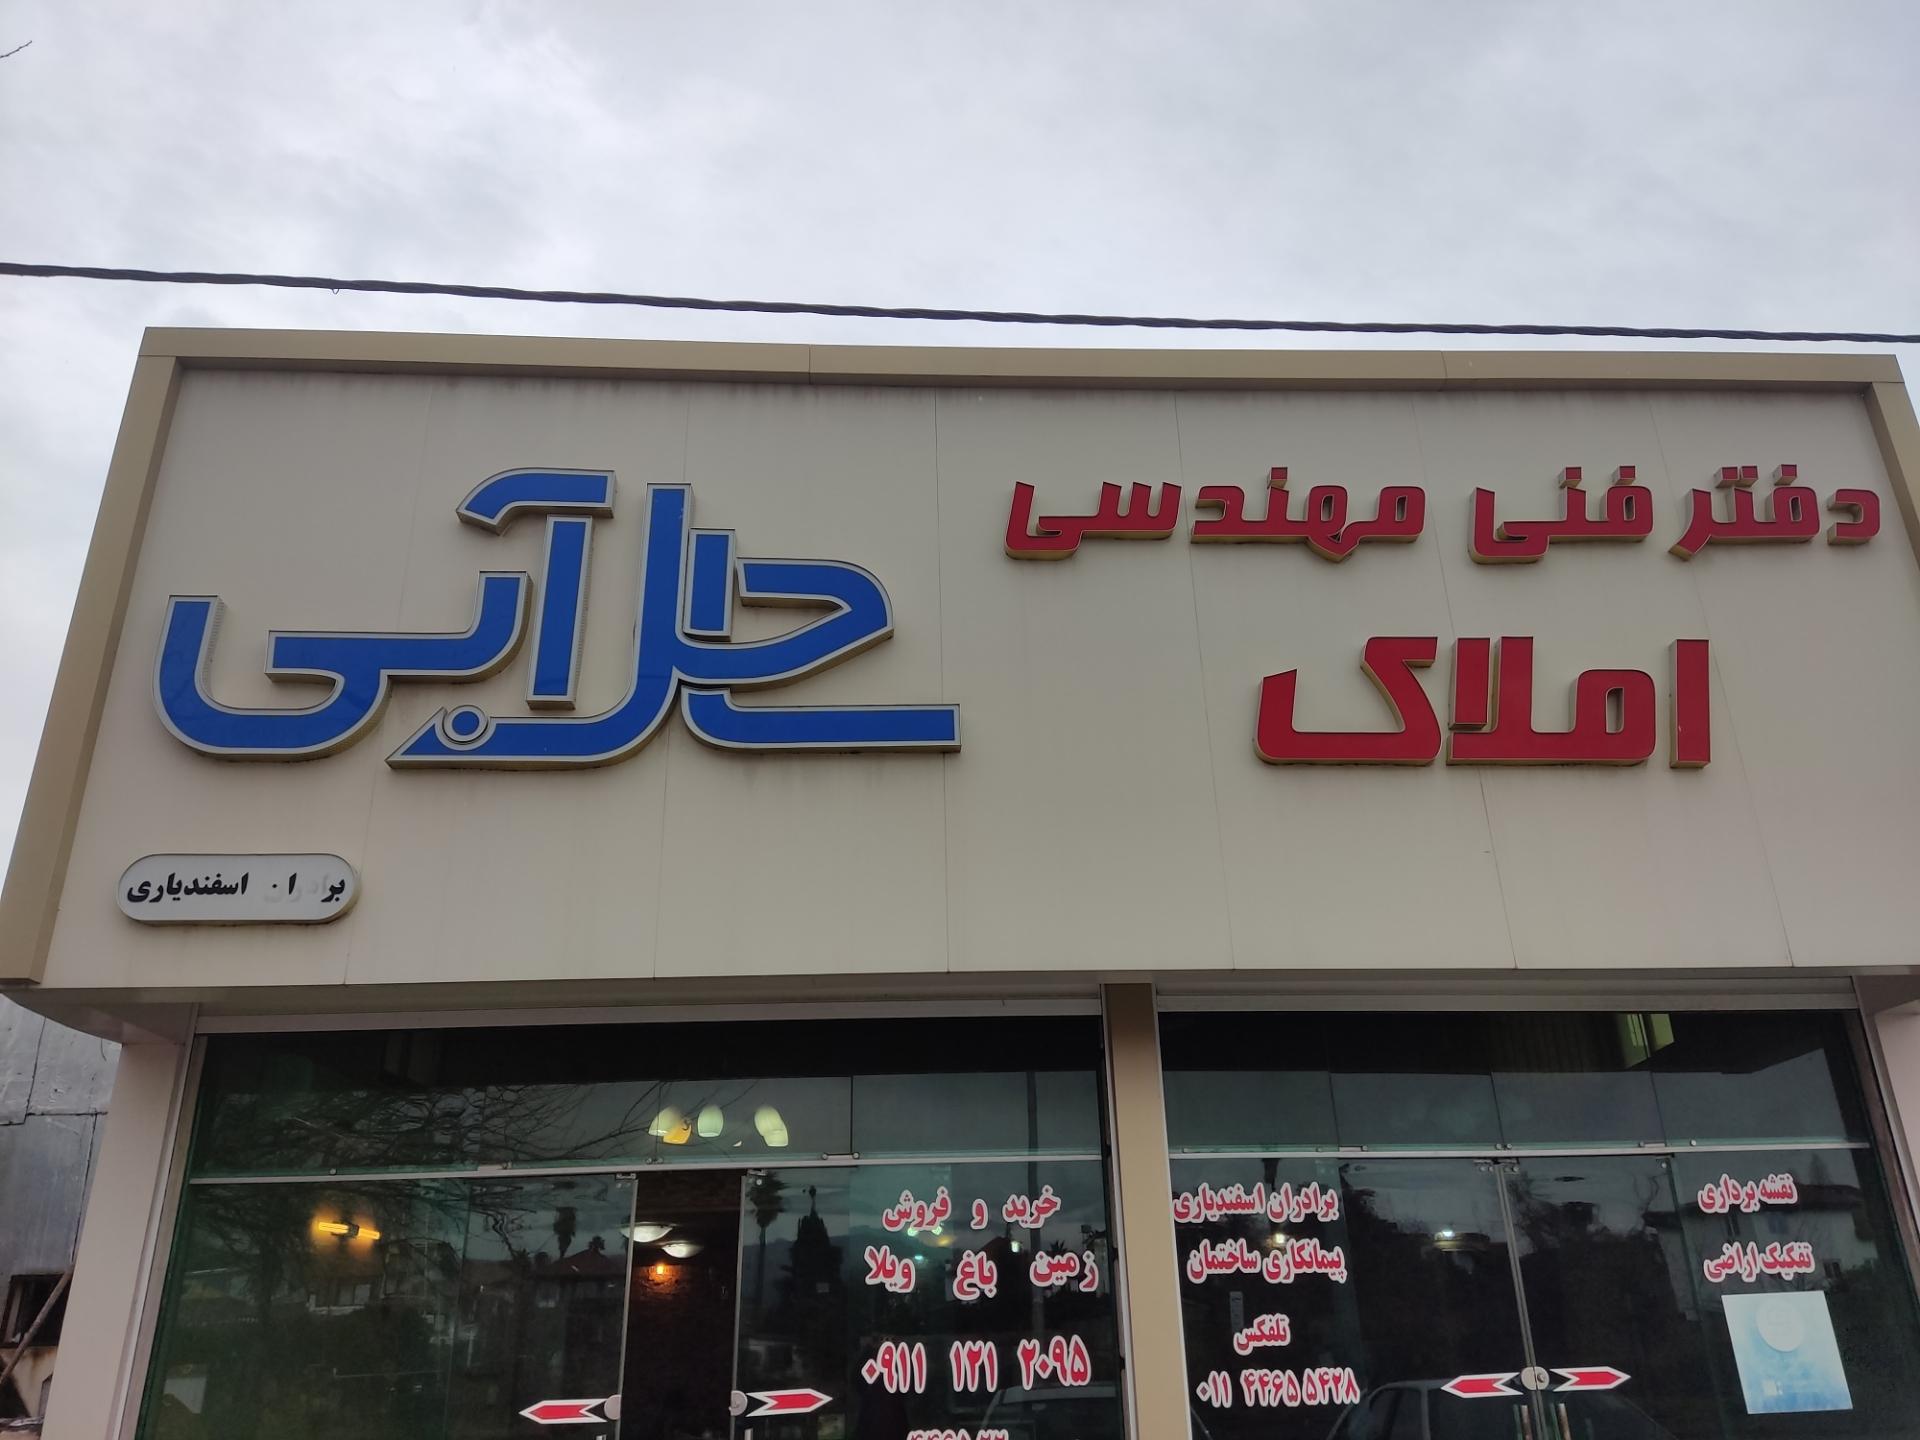 دفتر فنی مهندسی
املاک
ساحل آبی
برادران اسفندیاری
نقشه برداری
تفکیک اراضی
برادران اسفندیاری
پیمانکاری ساختمان
تلفکس
۰۱۱ ۴۴۶۵ ۵۴۲۸
خرید و فروش
زمین باغ ویلا
۰۹۱۱ ۱۲۱ ۲۰۹۵